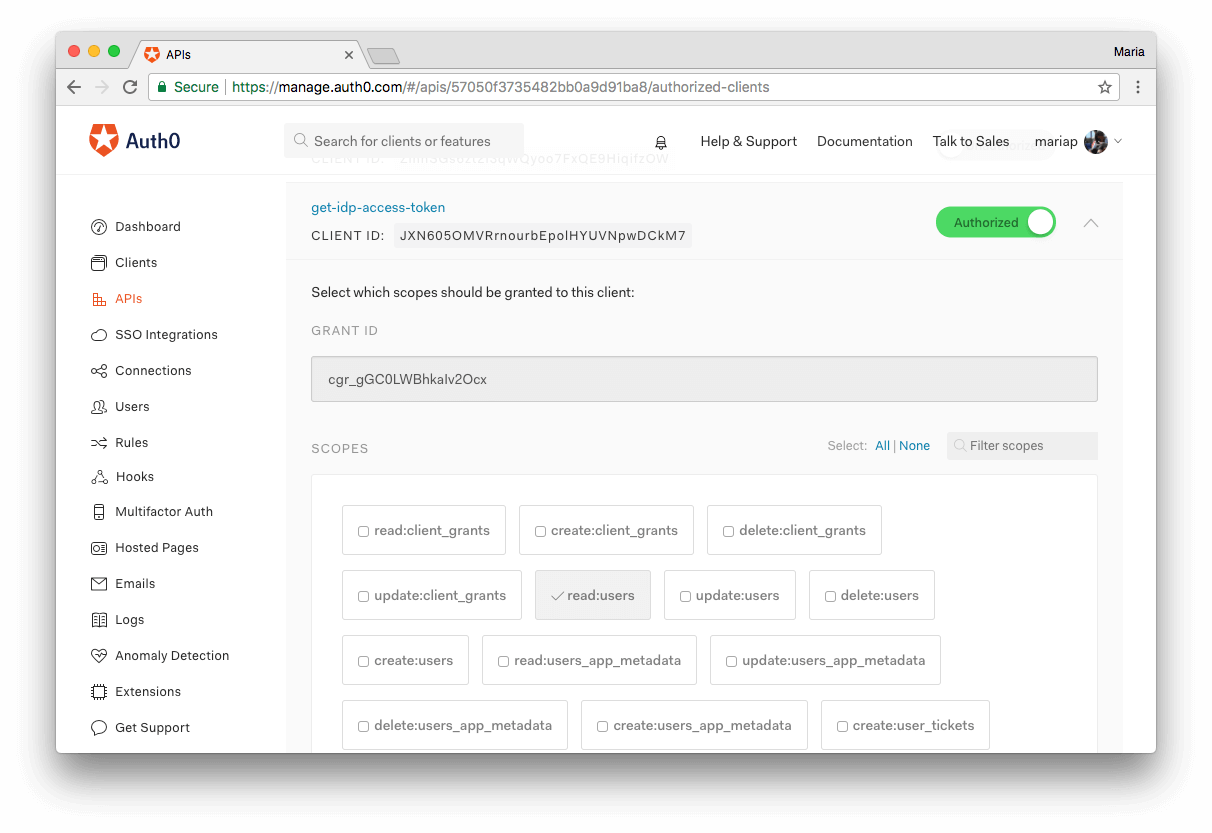 APIs
Maria
Secure https://manage.auth0.com/#/apis/57050f3735482bb0a9d91ba8/authorized-clients
Auth0
Search for clients or features
Help & Support
Documentation
Talk to Sales
mariap
CLIENT ID:
get-idp-access-token
CLIENT ID: JXN605OMVRrnourbEpolHYUVNpwDCkM7
Authorized
Dashboard
Clients
APIs
SSO Integrations
Connections
Users
Rules
Hooks
Multifactor Auth
Hosted Pages
Emails
Logs
Anomaly Detection
Extensions
Get Support
Select which scopes should be granted to this client:
GRANT ID
cgr_gGC0LWBhkalv2Ocx
SCOPES
Select: All | None
Filter scopes
read:client_grants create:client_grants delete:client_grants
update:client_grants read:users update:users delete:users
create:users read:users_app_metadata update:users_app_metadata
delete:users_app_metadata create:users_app_metadata create:user_tickets